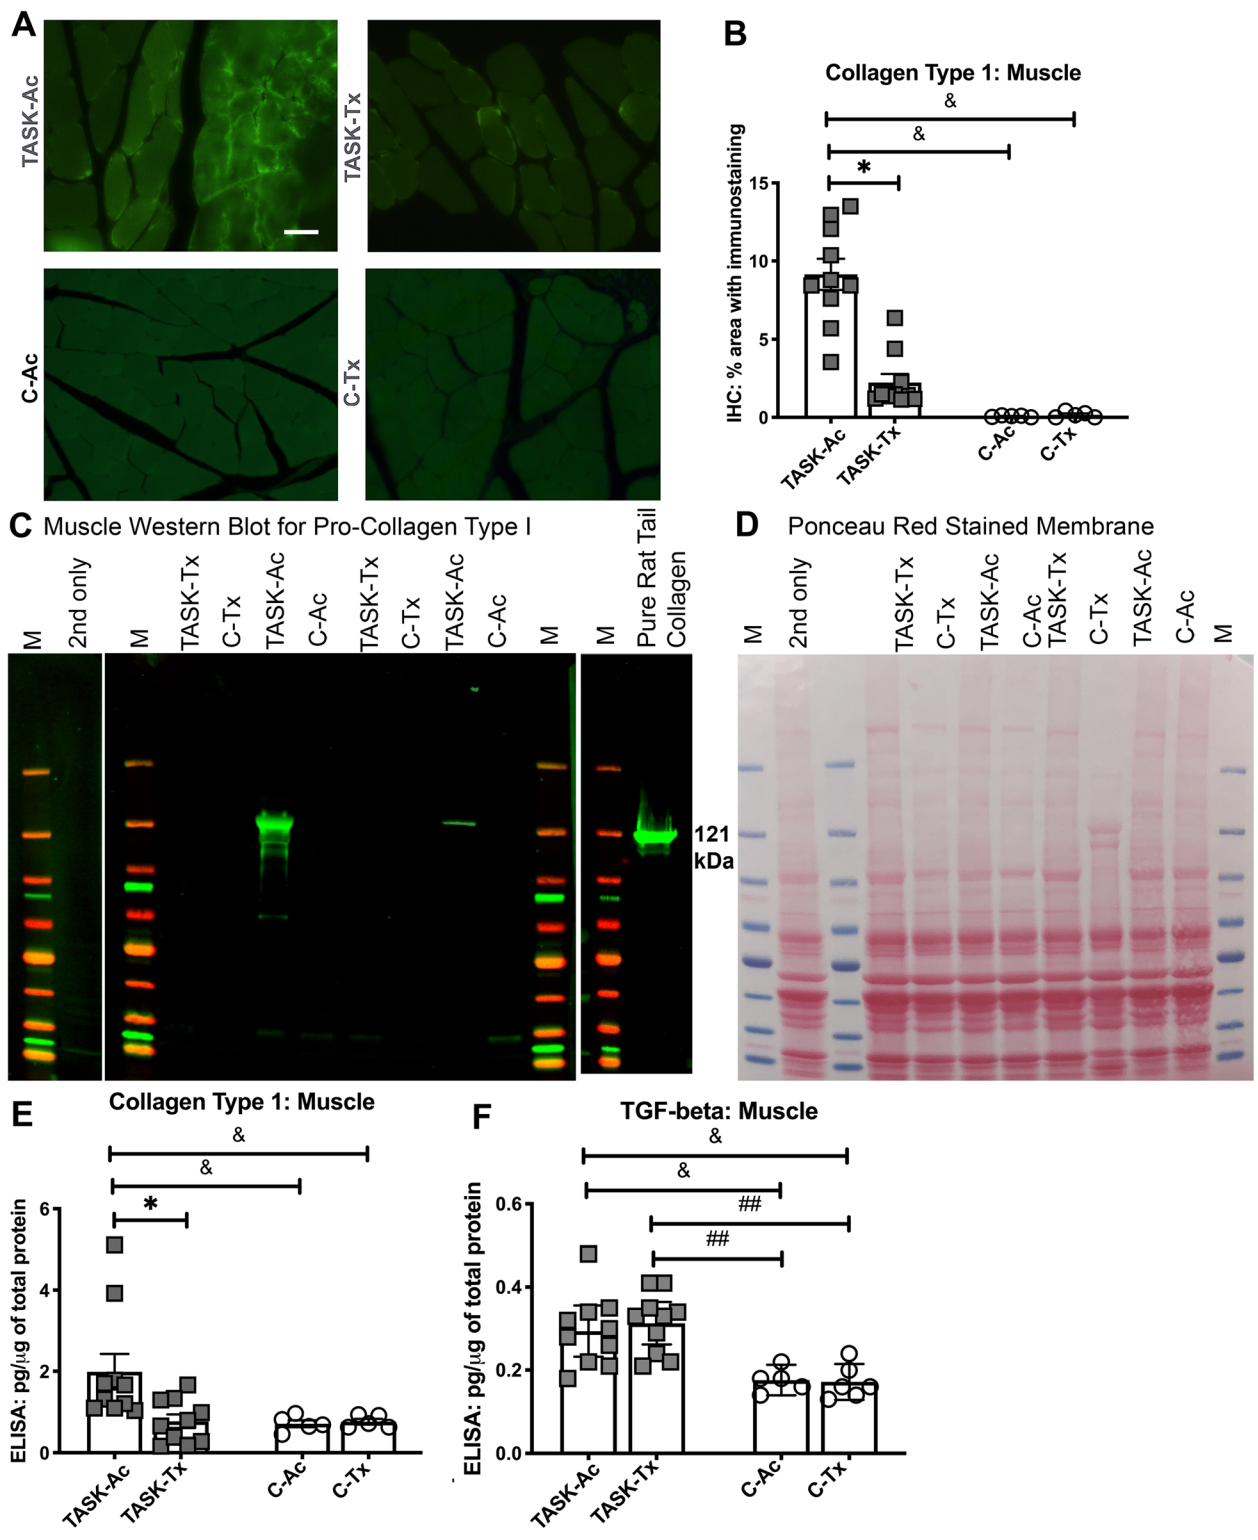 A
TASK-Ac
TASK-Tx
C-Ac
C-Tx
B
Collagen Type 1: Muscle
&
&
*
IHC: % area with immunostaining
15
10
5
0
TASK-Ac
TASK-Tx
C-Ac
C-Tx
C Muscle Western Blot for Pro-Collagen Type I
M
2nd only
M
TASK-Tx
C-Tx
TASK-Ac
C-Ac
TASK-Tx
C-Tx
TASK-Ac
C-Ac
M
M
Pure Rat Tail
Collagen
121
kDa
D Ponceau Red Stained Membrane
M
2nd only
TASK-Tx
C-Tx
TASK-Ac
C-Ac
TASK-Tx
C-Tx
TASK-Ac
C-Ac
M
E
Collagen Type 1: Muscle
&
&
*
ELISA: pg/μg of total protein
6
4
2
0
TASK-Ac
TASK-Tx
C-Ac
C-Tx
F
TGF-beta: Muscle
&
&
##
##
ELISA: pg/μg of total protein
0.6
0.4
0.2
0.0
TASK-Ac
TASK-Tx
C-Ac
C-Tx